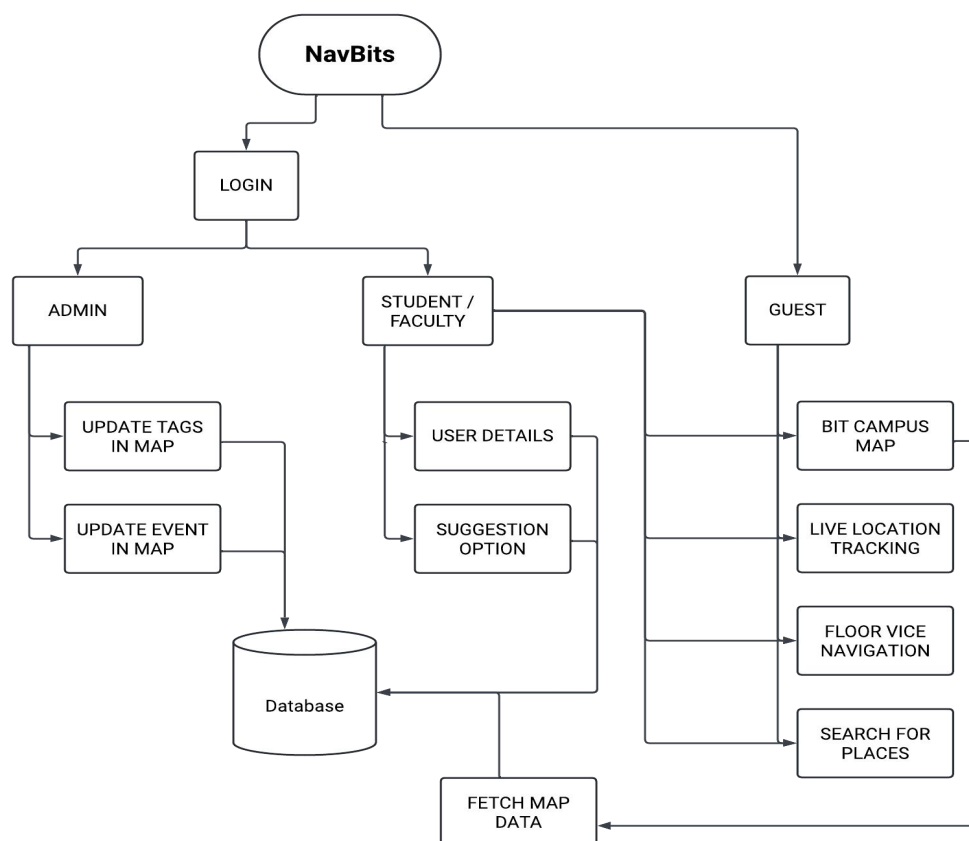 NavBits
LOGIN
ADMIN
STUDENT /
FACULTY
GUEST
UPDATE TAGS
IN MAP
USER DETAILS
BIT CAMPUS
MAP
UPDATE EVENT
IN MAP
SUGGESTION
OPTION
LIVE LOCATION
TRACKING
FLOOR VICE
NAVIGATION
Database
SEARCH FOR
PLACES
FETCH MAP
DATA